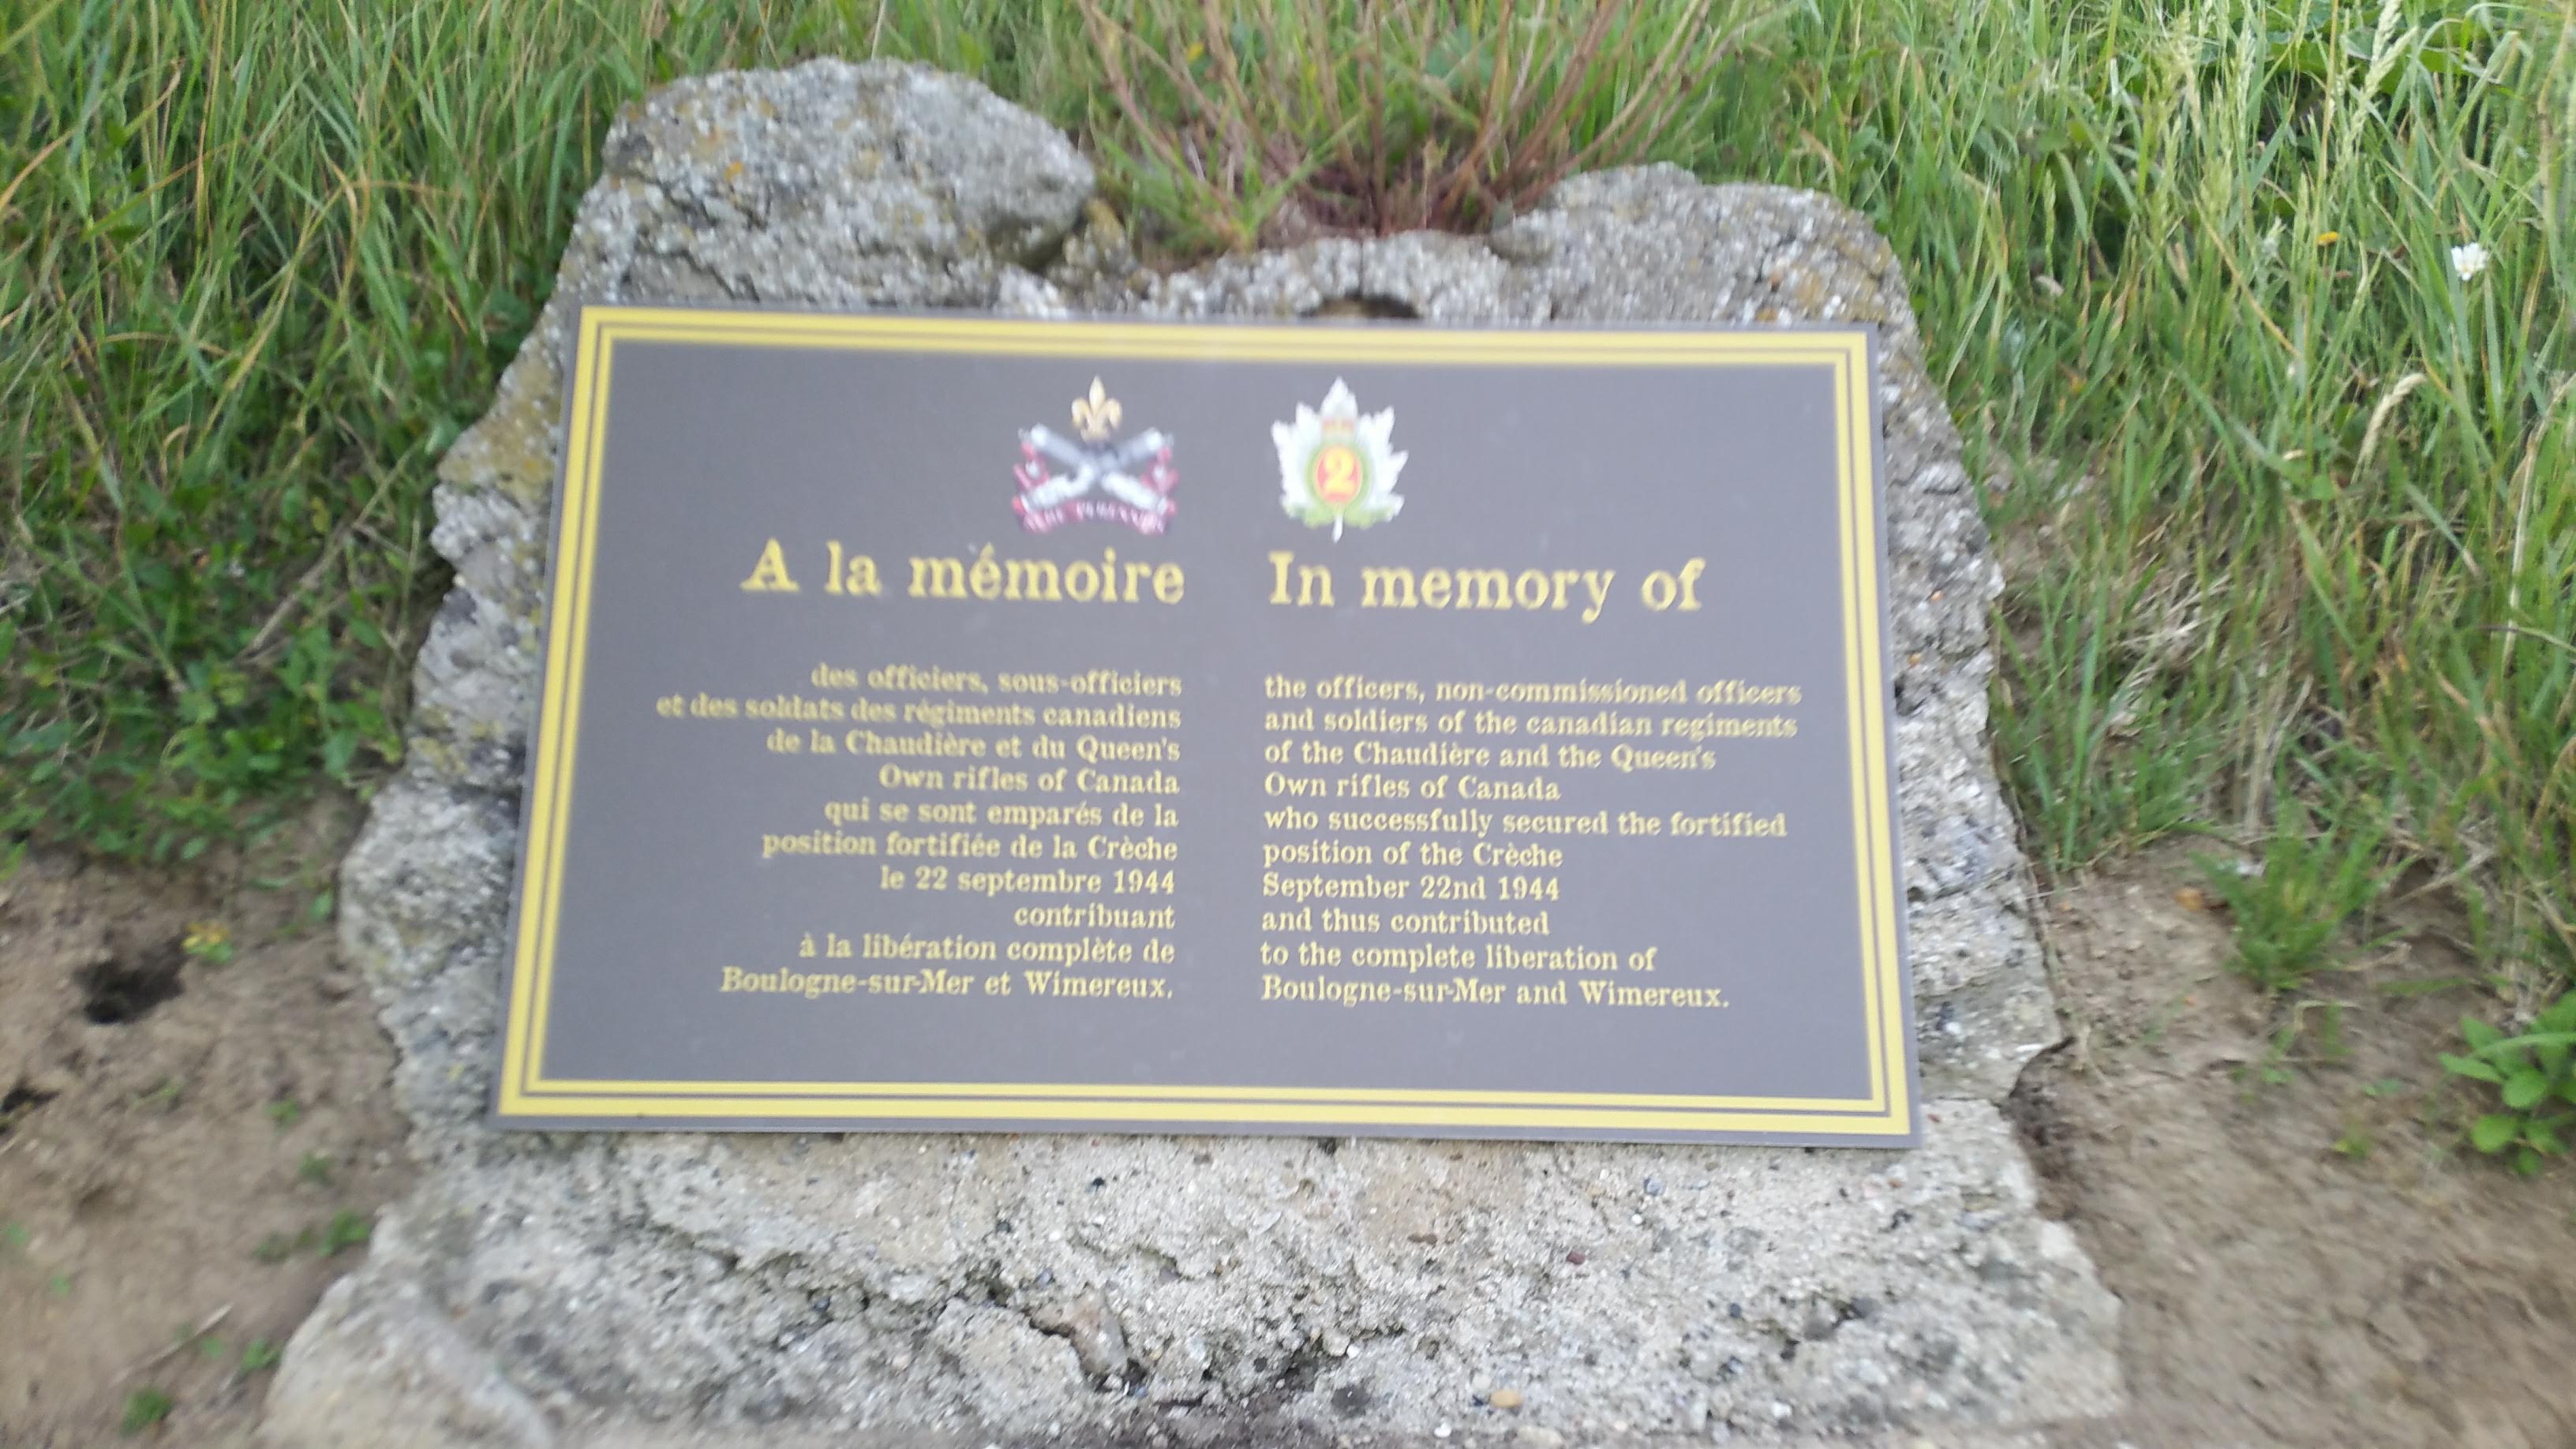 2
A la mémoire
des officiers, sous-officiers
et des soldats des régiments canadiens
de la Chaudière et du Queen's
Own rifles of Canada
qui se sont emparés de la
position fortifiée de la Crèche
le 22 septembre 1944
contribuant
à la libération complète de
Boulogne-sur-Mer et Wimereux.
In memory of
the officers, non-commissioned officers
and soldiers of the canadian regiments
of the Chaudière and the Queen's
Own rifles of Canada
who successfully secured the fortified
position of the Crèche
September 22nd 1944
and thus contributed
to the complete liberation of
Boulogne-sur-Mer and Wimereux.